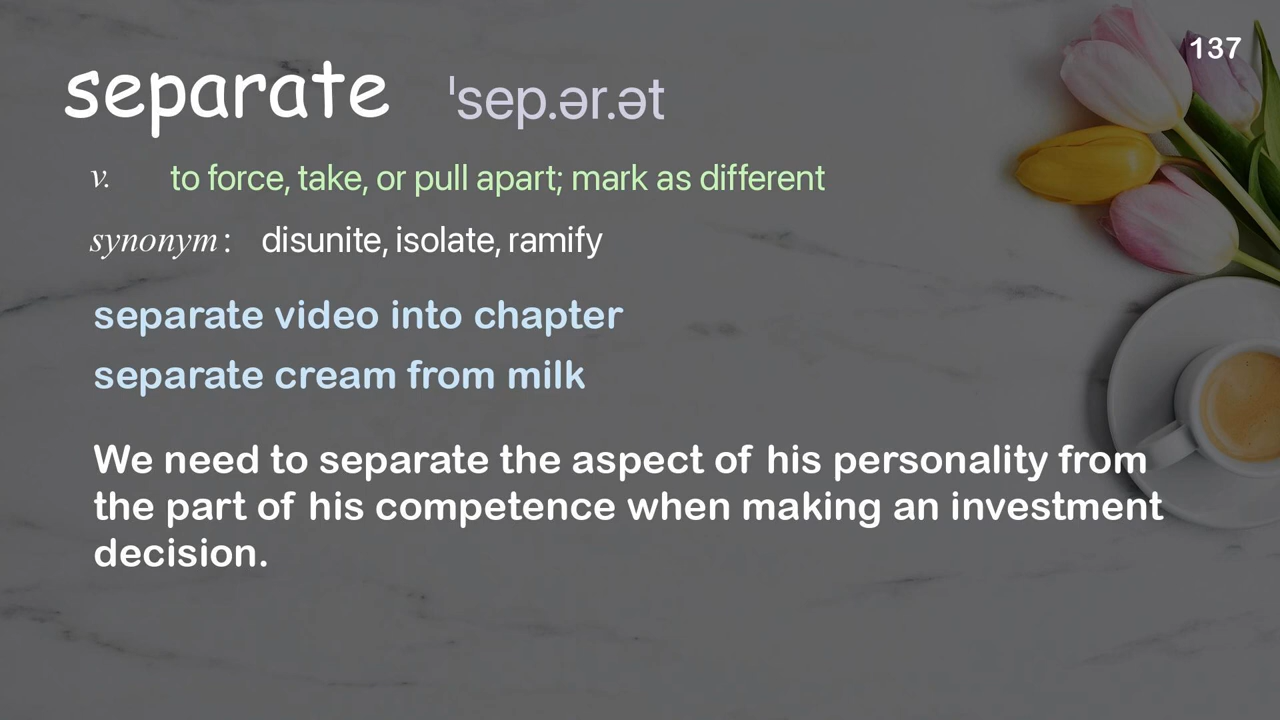 137
separate ˈsep.ər.ət
v. to force, take, or pull apart; mark as different
synonym: disunite, isolate, ramify
separate video into chapter
separate cream from milk
We need to separate the aspect of his personality from
the part of his competence when making an investment
decision.